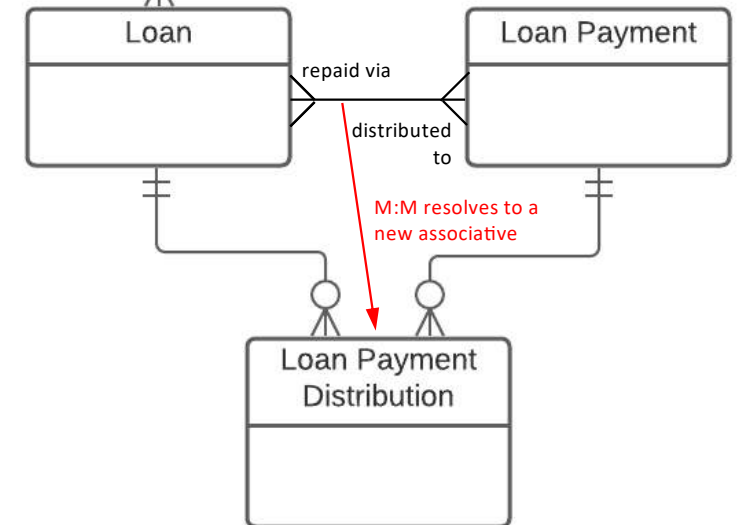 Loan
Loan Payment
repaid via
distributed
to
M:M resolves to a
new associative
Loan Payment
Distribution